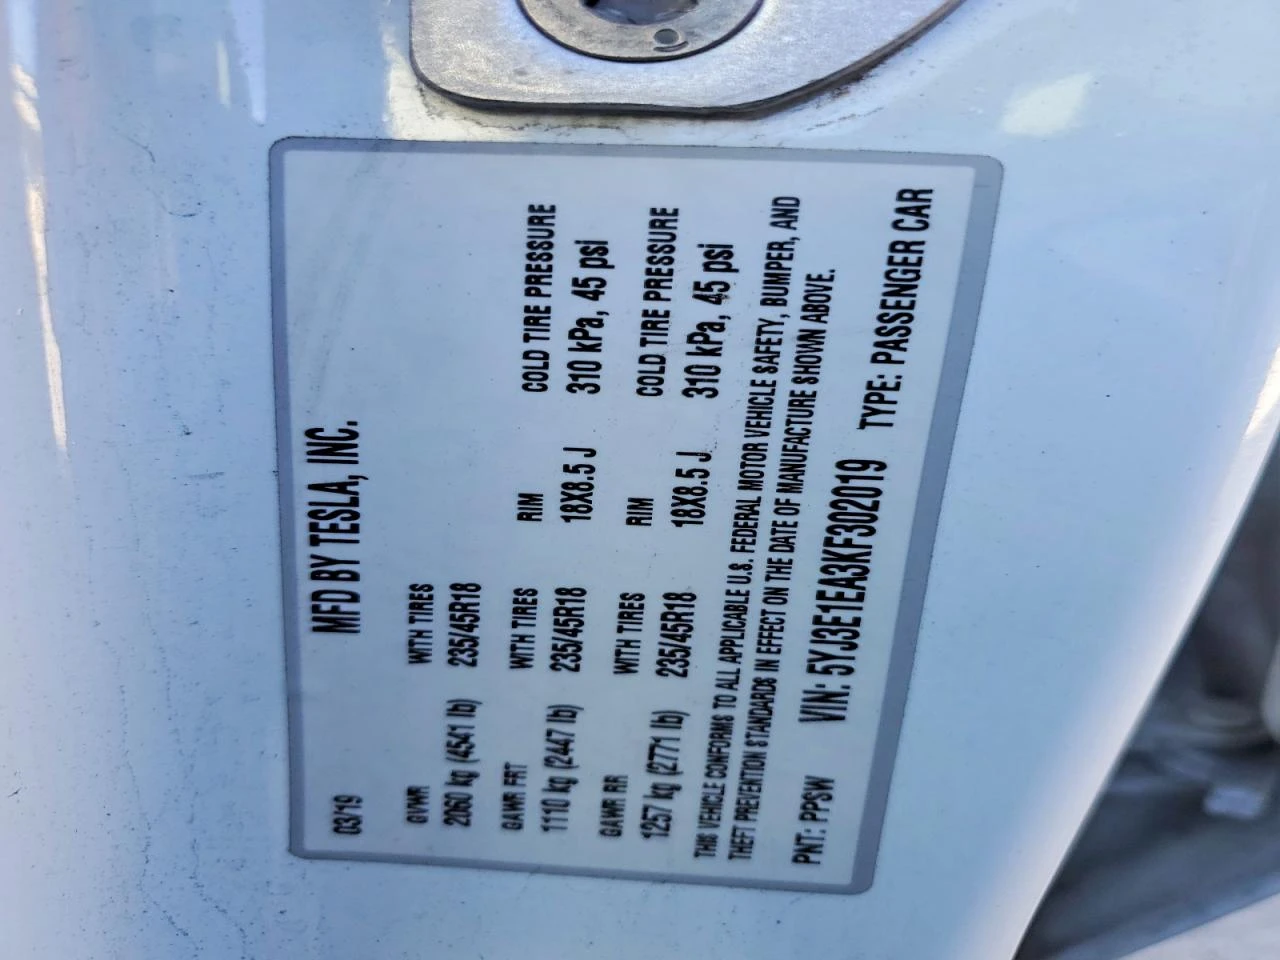 03/19 MFD BY TESLA, INC.
GVWR WITH TIRES
2060 kg (4541 lb) 235/45R18
GAWR FRT WITH TIRES RIM COLD TIRE PRESSURE
1110 kg (2447 lb) 235/45R18 18X8.5 J 310 kPa, 45 psi
GAWR RR WITH TIRES RIM COLD TIRE PRESSURE
1257 kg (2771 lb) 235/45R18 18X8.5 J 310 kPa, 45 psi
THIS VEHICLE CONFORMS TO ALL APPLICABLE U.S. FEDERAL MOTOR VEHICLE SAFETY, BUMPER, AND
THEFT PREVENTION STANDARDS IN EFFECT ON THE DATE OF MANUFACTURE SHOWN ABOVE.
PNT: PPSW VIN: 5YJ3E1EA3KF302019 TYPE: PASSENGER CAR